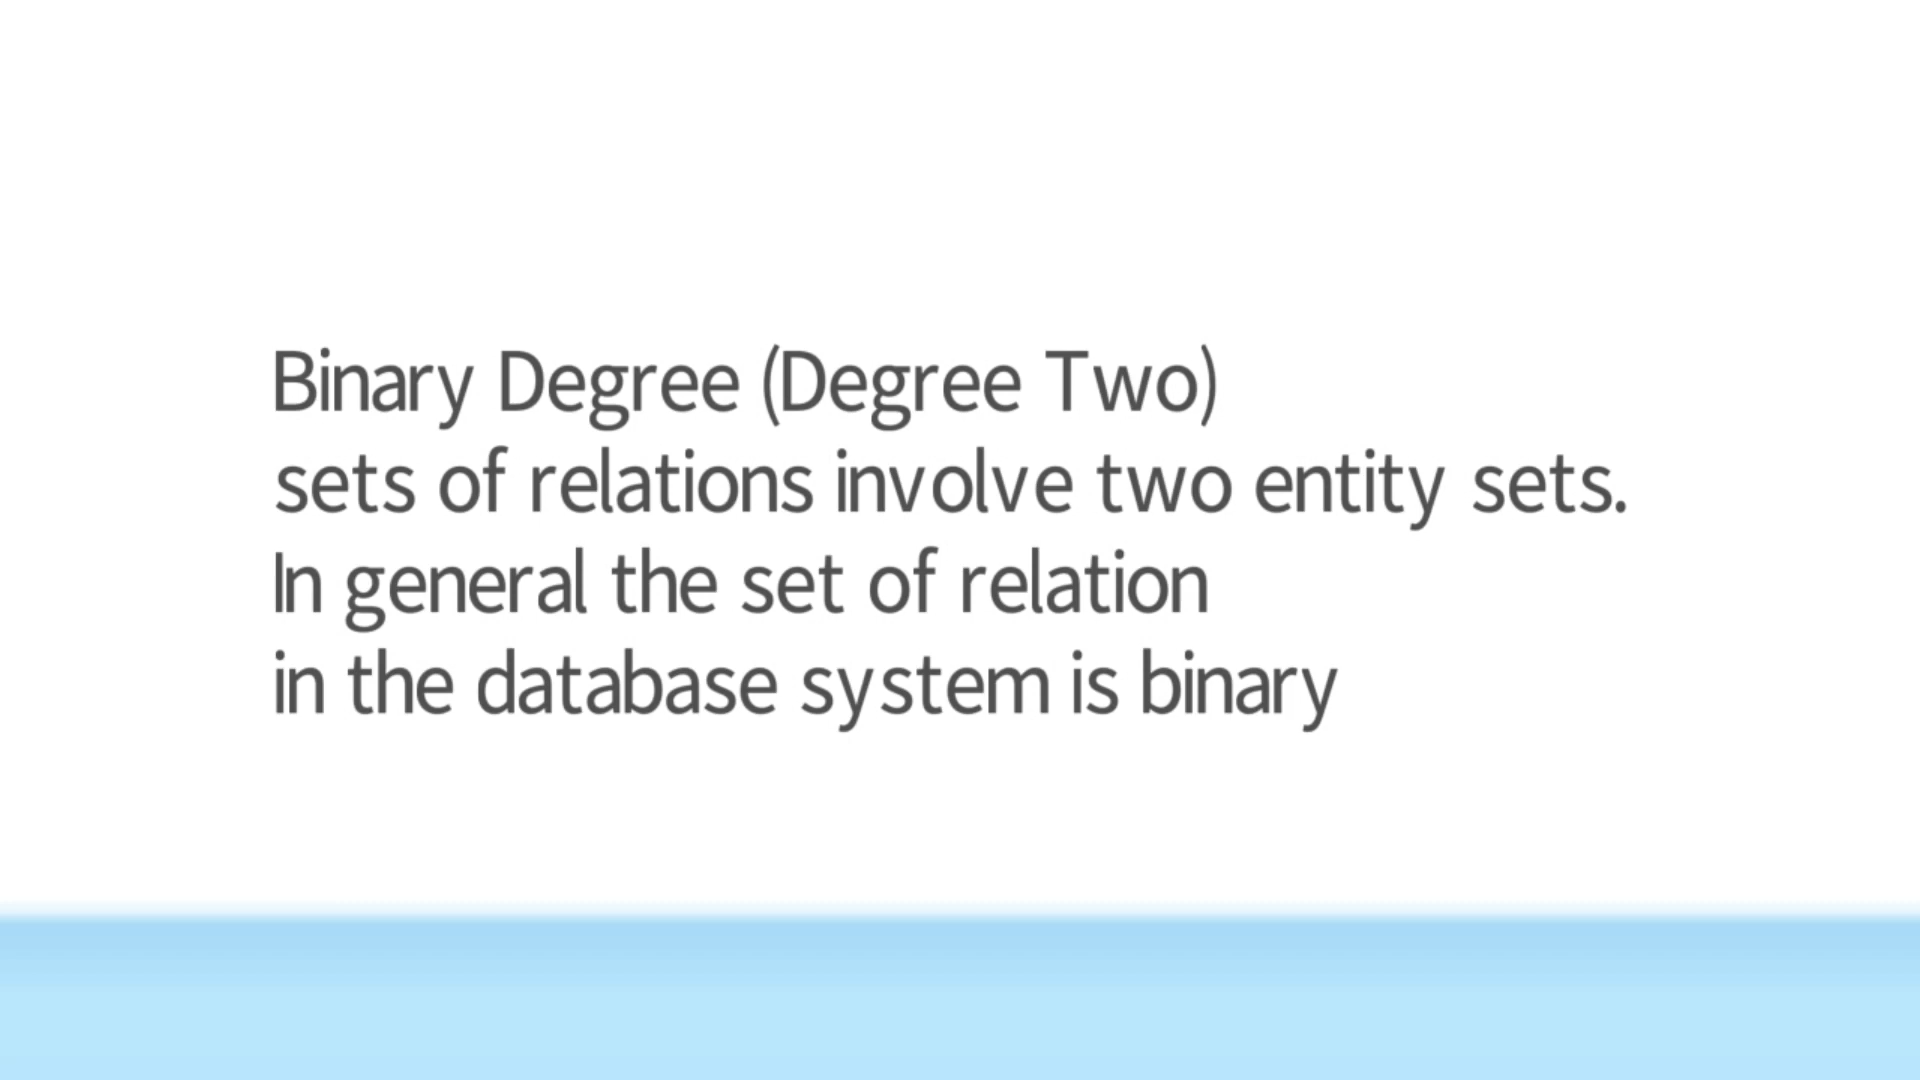 Binary Degree (Degree Two)
sets of relations involve two entity sets.
In general the set of relation
in the database system is binary